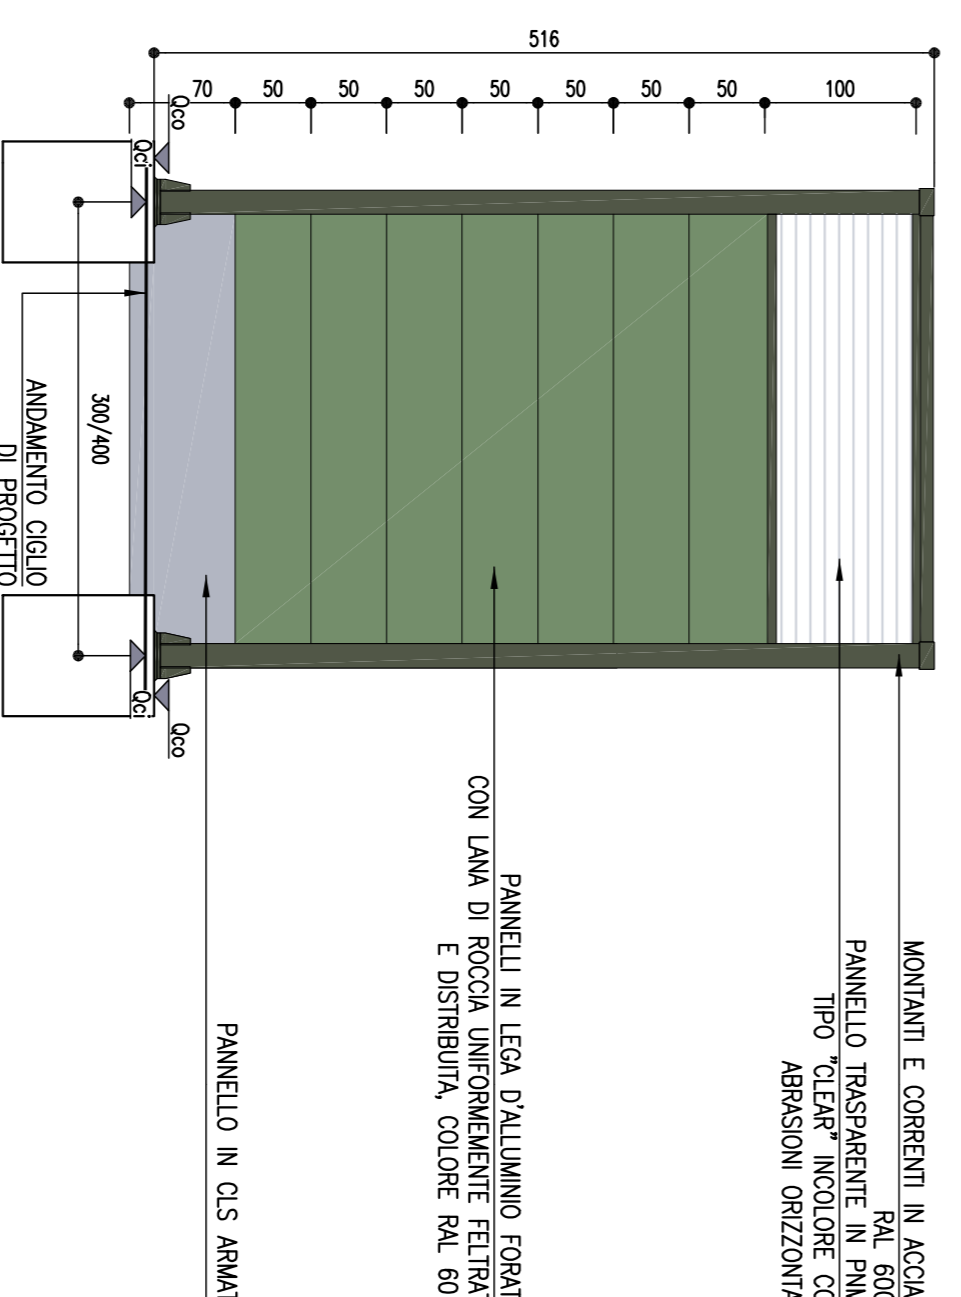 516
70
50
50
50
50
50
50
50
100
Qco
Qci
300/400
ANDAMENTO CIGLIO
DI PROGETTO
Qci
Qco
MONTANTI E CORRENTI IN ACCIA
RAL 600
PANNELLO TRASPARENTE IN PNM
TIPO "CLEAR" INCOLORE CO
ABRASIONI ORIZZONTA
PANNELLI IN LEGA D'ALLUMINIO FORAT
CON LANA DI ROCCIA UNIFORMEMENTE FELTRAT
E DISTRIBUITA, COLORE RAL 60
PANNELLO IN CLS ARMAT